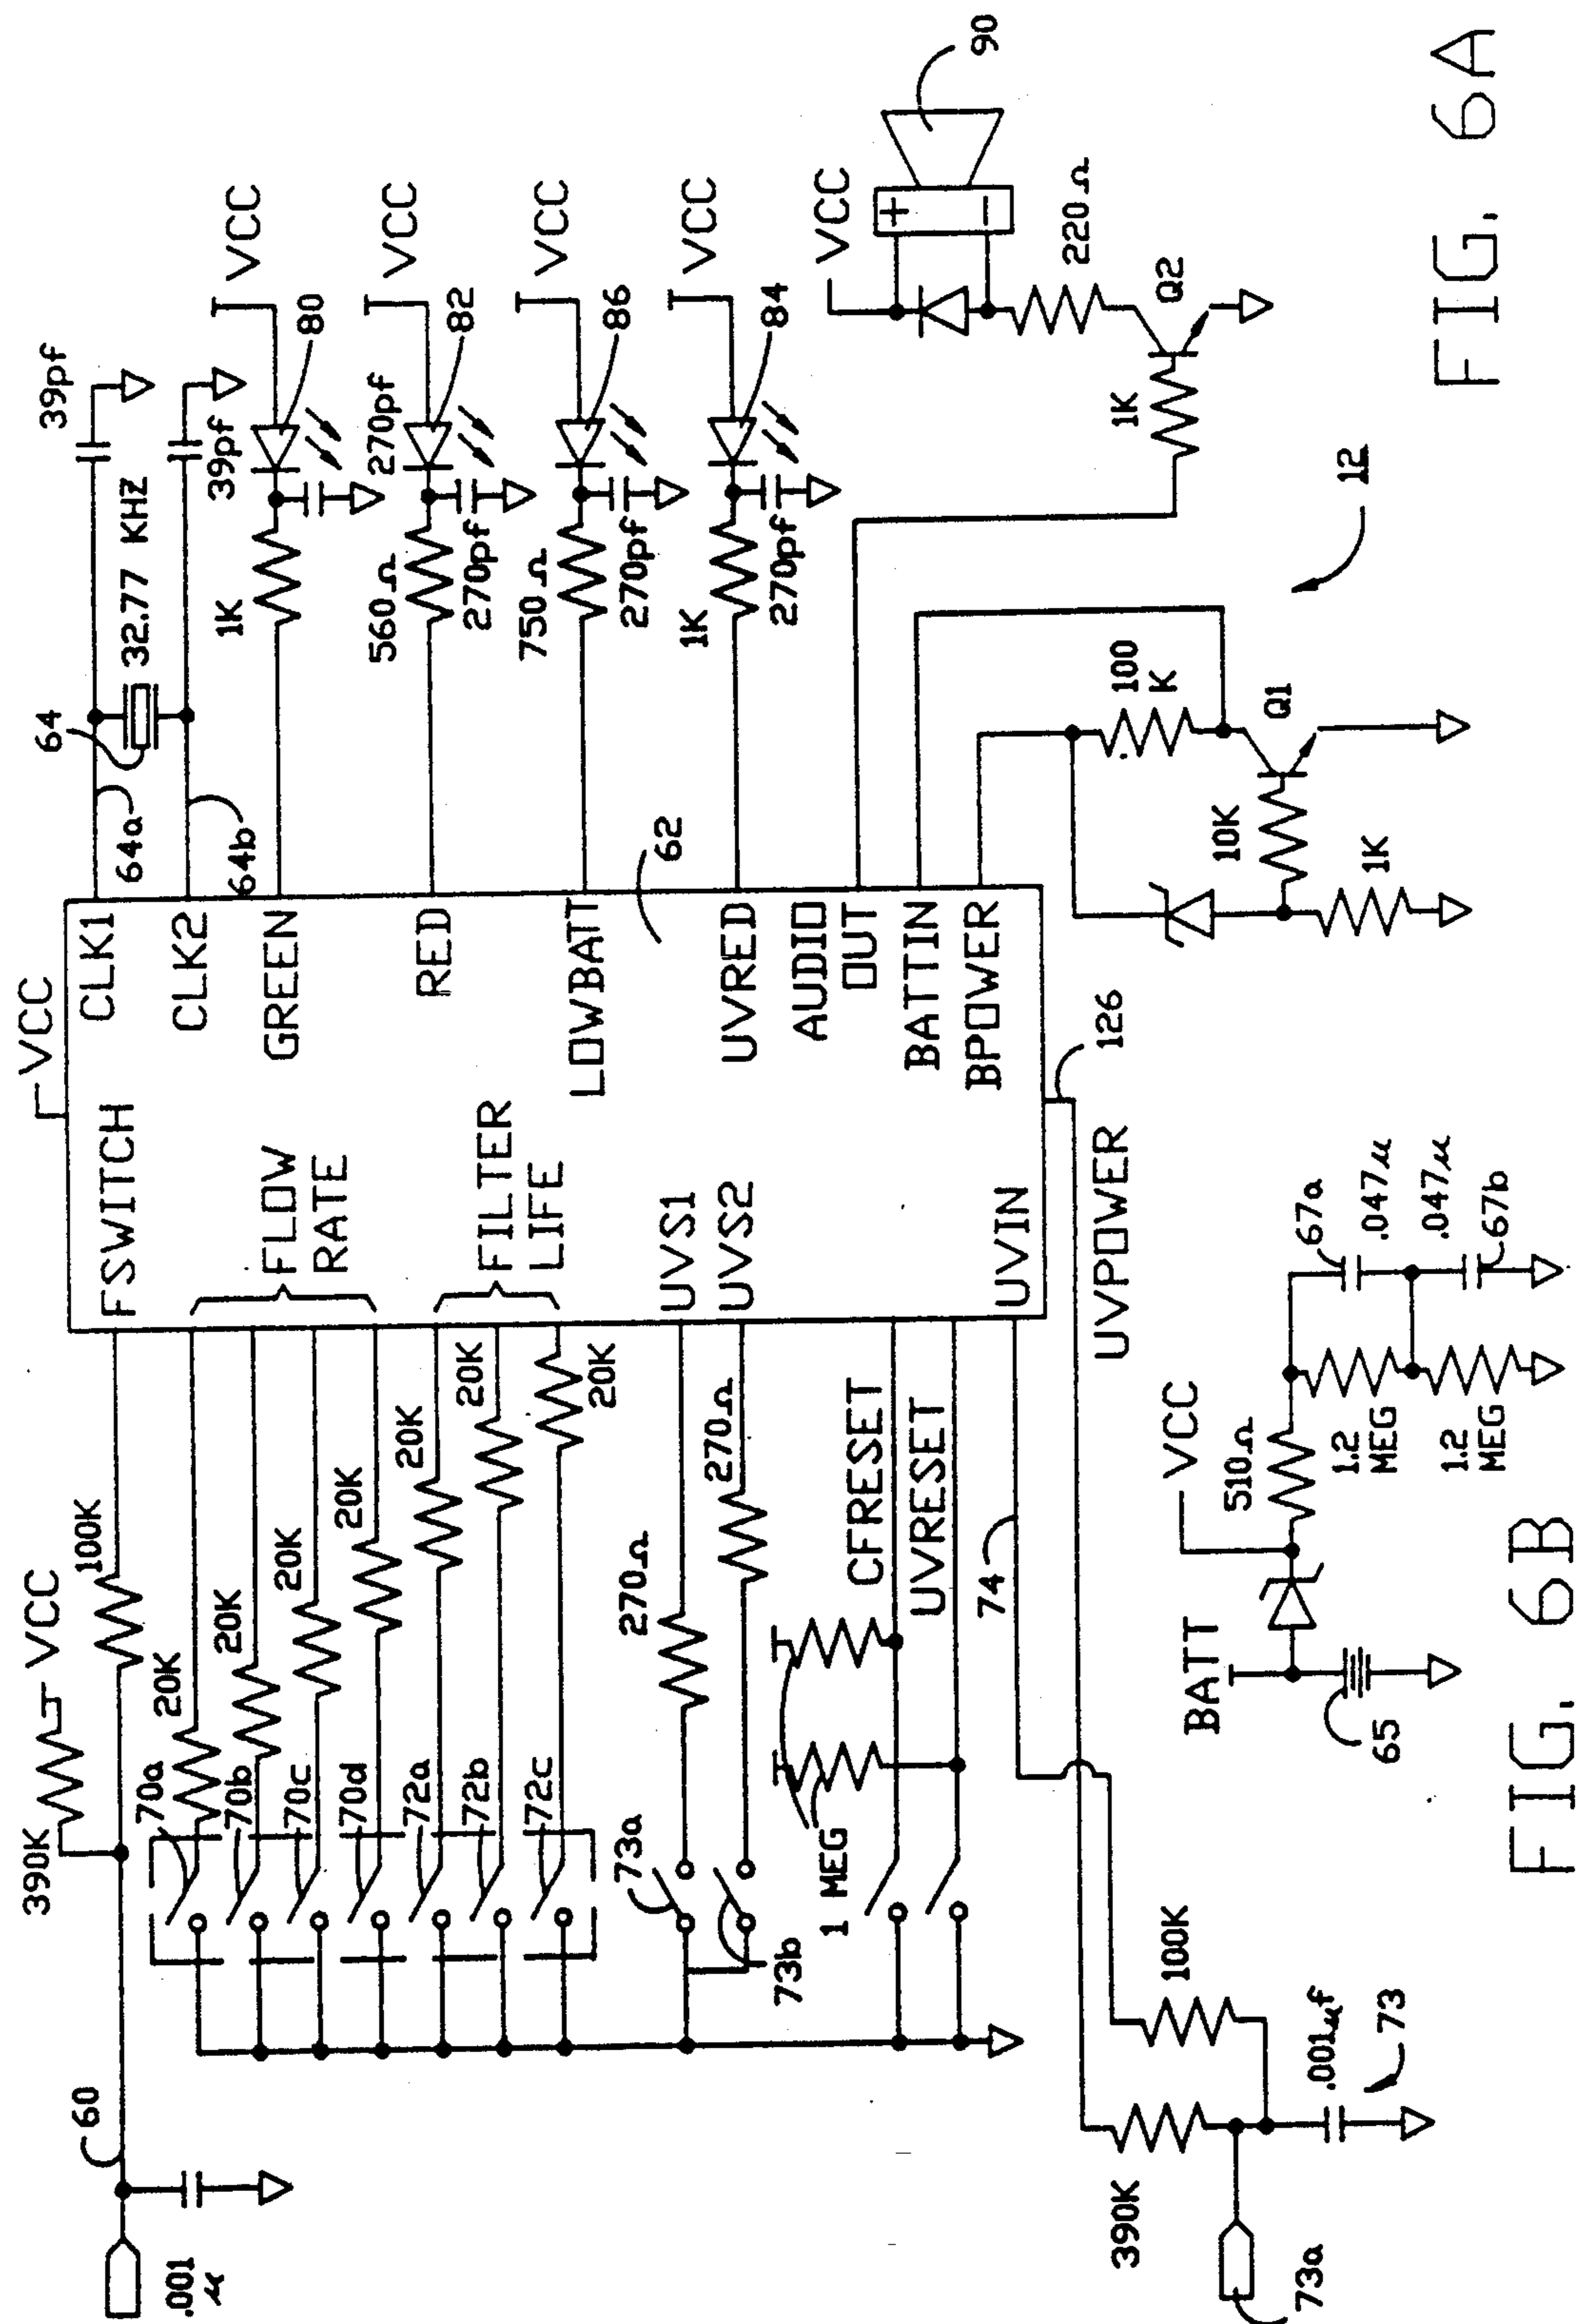 VCC
390K
VCC
100K
60
.001
μ
FSWITCH
20K
70a
20K
70b
20K
70c
20K
70d
FLOW
RATE
20K
72a
20K
72b
20K
72c
FILTER
LIFE
73a
270Ω
UVS1
73b
270Ω
UVS2
1 MEG
CFRESET
UVRESET
74
UVIN
UVPOWER
126
390K
100K
.001μf
73
73a
62
CLK1
64a
64
32.77 KHZ
39pf
CLK2
64b
39pf
GREEN
1K
80
VCC
RED
560Ω
270pf
270pf
82
VCC
LOWBATT
750Ω
270pf
86
VCC
UVRED
1K
270pf
84
VCC
AUDIO
OUT
BATTIN
BPOWER
VCC
+
−
90
220Ω
1K
Q2
100
K
Q1
10K
1K
12
FIG. 6A
BATT
65
VCC
510Ω
1.2
MEG
1.2
MEG
67a
.047μ
.047μ
67b
FIG. 6B